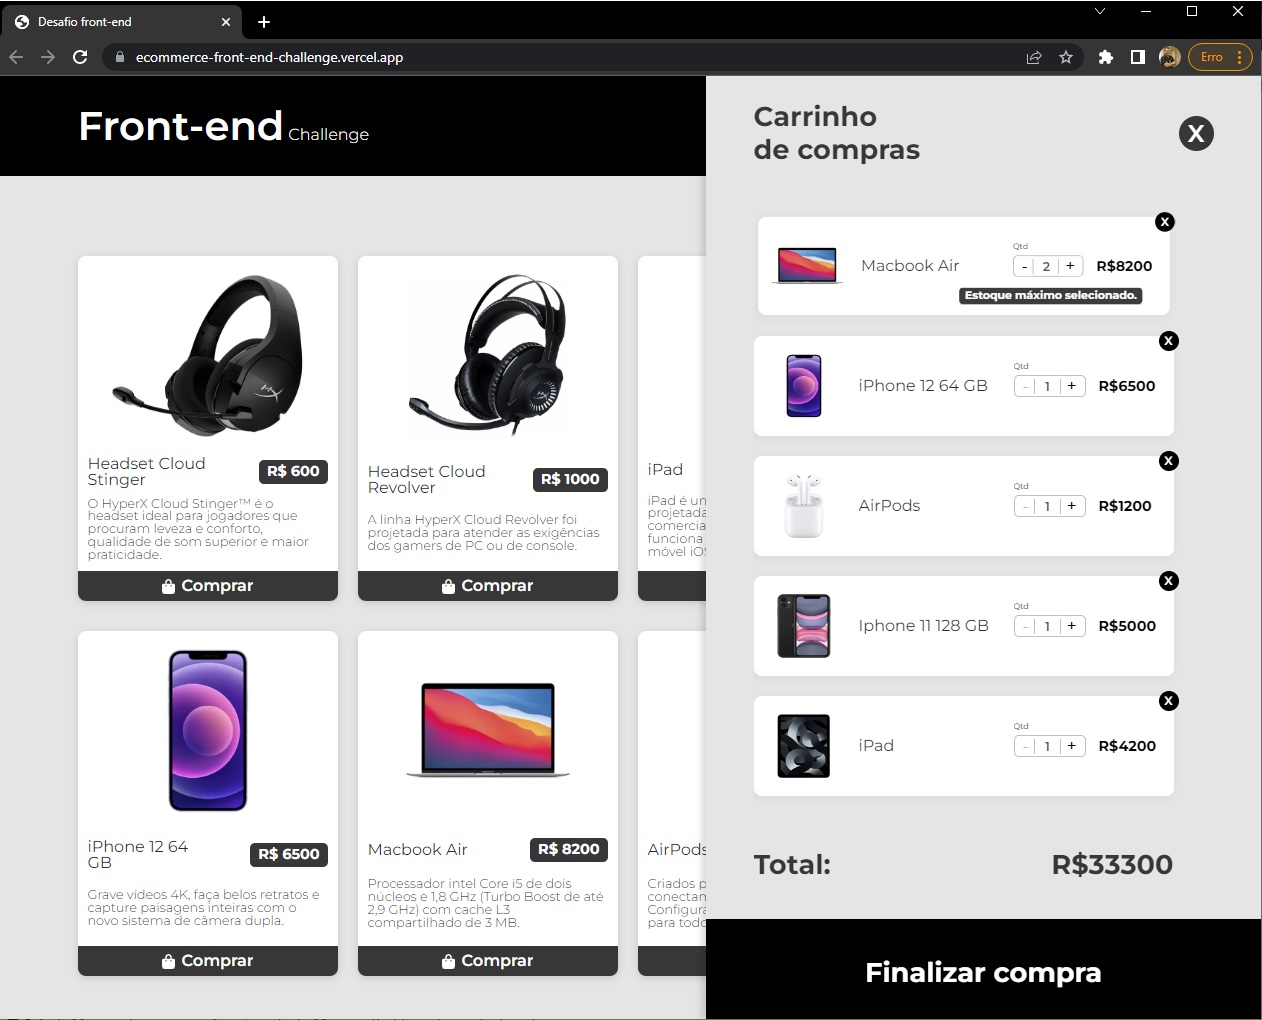 Desafio front-end
ecommerce-front-end-challenge.vercel.app
Erro
Front-end Challenge
Headset Cloud
Stinger
R$ 600
O HyperX Cloud Stinger™ é o
headset ideal para jogadores que
procuram leveza e conforto,
qualidade de som superior e maior
praticidade.
Comprar
Headset Cloud
Revolver
R$ 1000
A linha HyperX Cloud Revolver foi
projetada para atender as exigências
dos gamers de PC ou de console.
Comprar
iPad
iPad é um
projetada
comercia
funciona
móvel iOS
iPhone 12 64
GB
R$ 6500
Grave vídeos 4K, faça belos retratos e
capture paisagens inteiras com o
novo sistema de câmera dupla.
Comprar
Macbook Air
R$ 8200
Processador intel Core i5 de dois
núcleos e 1,8 GHz (Turbo Boost de até
2,9 GHz) com cache L3
compartilhado de 3 MB.
Comprar
AirPods
Criados p
conectam
Configura
para todo
Carrinho
de compras
X
X
Macbook Air
Qtd
- 2 +
R$8200
Estoque máximo selecionado.
X
iPhone 12 64 GB
Qtd
- 1 +
R$6500
X
AirPods
Qtd
- 1 +
R$1200
X
Iphone 11 128 GB
Qtd
- 1 +
R$5000
X
iPad
Qtd
- 1 +
R$4200
Total: R$33300
Finalizar compra